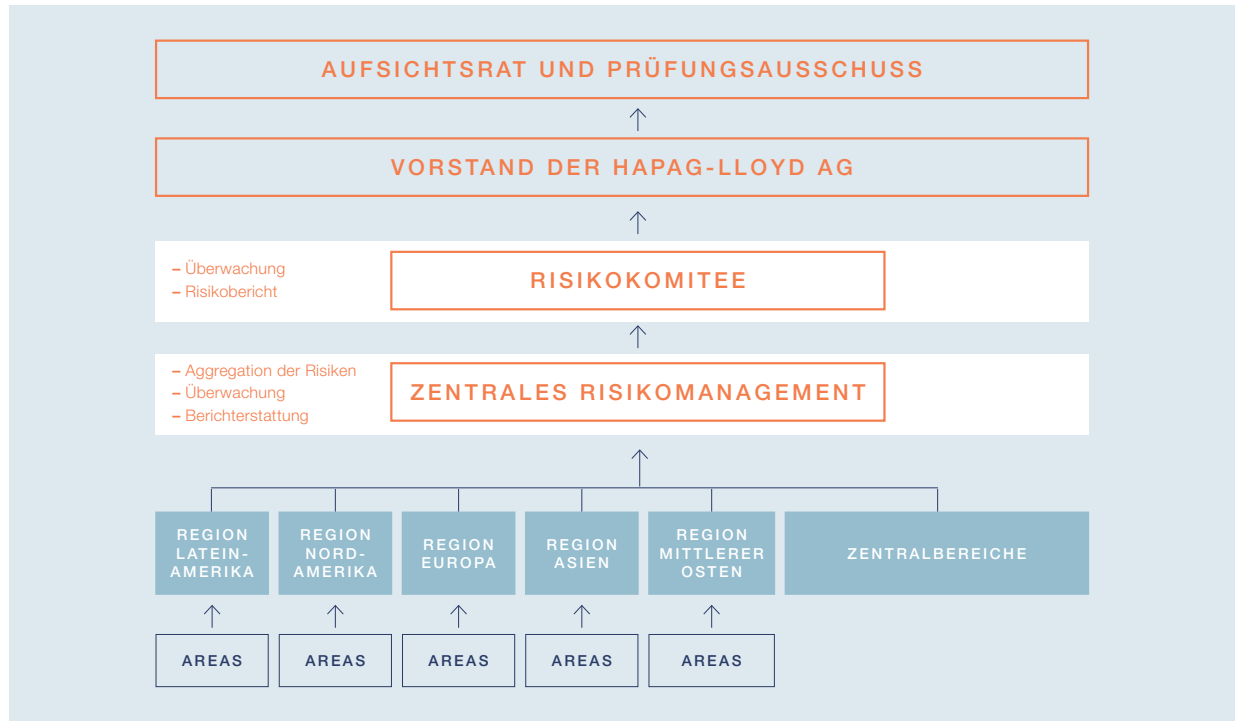 AUFSICHTSRAT UND PRÜFUNGSAUSSCHUSS
VORSTAND DER HAPAG-LLOYD AG
– Überwachung
– Risikobericht
RISIKOKOMITEE
– Aggregation der Risiken
– Überwachung
– Berichterstattung
ZENTRALES RISIKOMANAGEMENT
REGION
LATEIN-
AMERIKA
REGION
NORD-
AMERIKA
REGION
EUROPA
REGION
ASIEN
REGION
MITTLERER
OSTEN
ZENTRALBEREICHE
AREAS
AREAS
AREAS
AREAS
AREAS